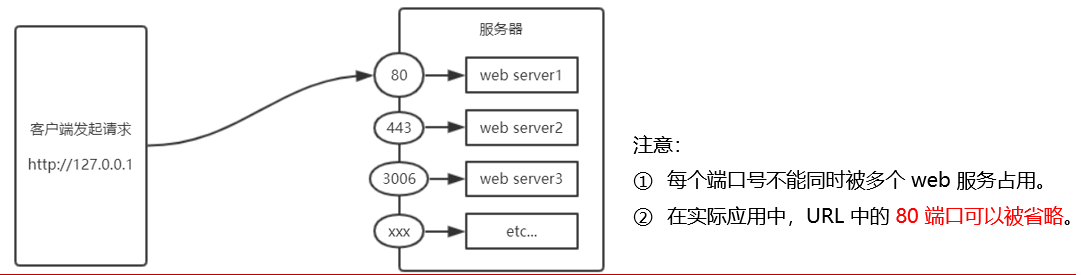 客户端发起请求
http://127.0.0.1
服务器
80
web server1
443
web server2
3006
web server3
xxx
etc...
注意：
① 每个端口号不能同时被多个 web 服务占用。
② 在实际应用中，URL 中的 80 端口可以被省略。